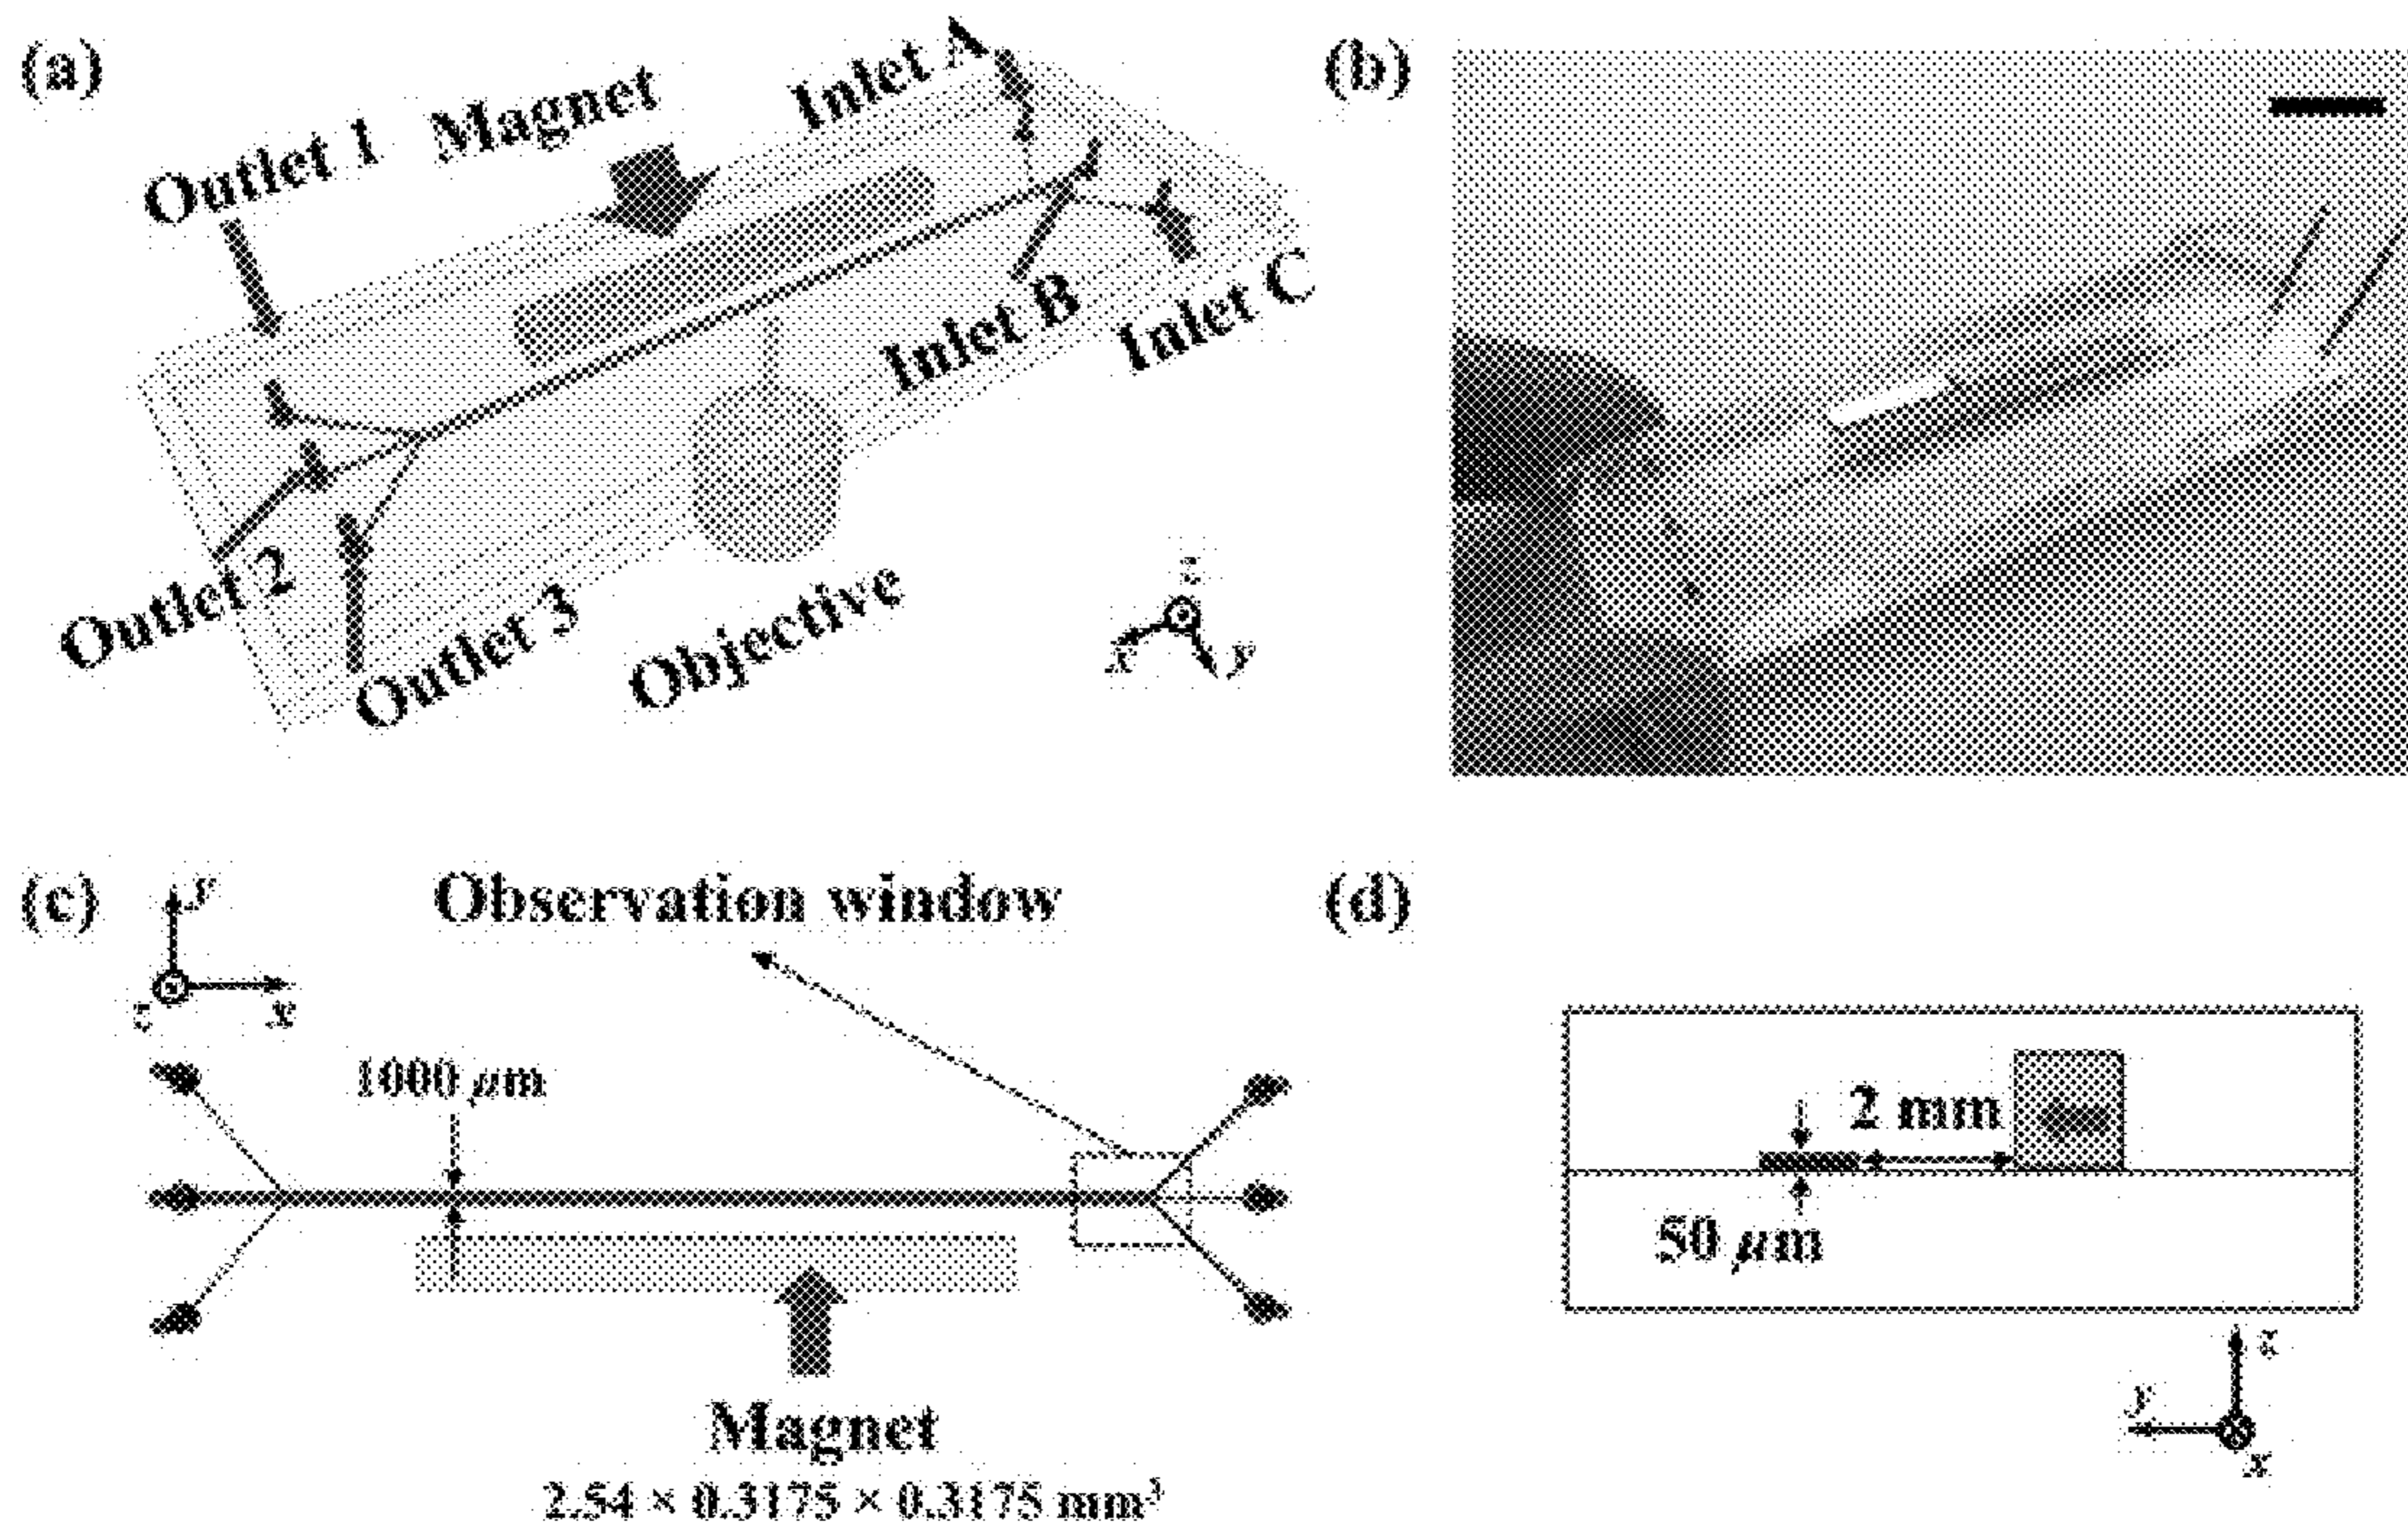 (a)
Outlet 1
Magnet
Inlet A
Inlet B
Inlet C
Outlet 2
Outlet 3
Objective
z
x
y
(b)
(c)
y
z
x
Observation window
1000 μm
Magnet
2.54 × 0.3175 × 0.3175 mm³
(d)
2 mm
50 μm
z
y
x